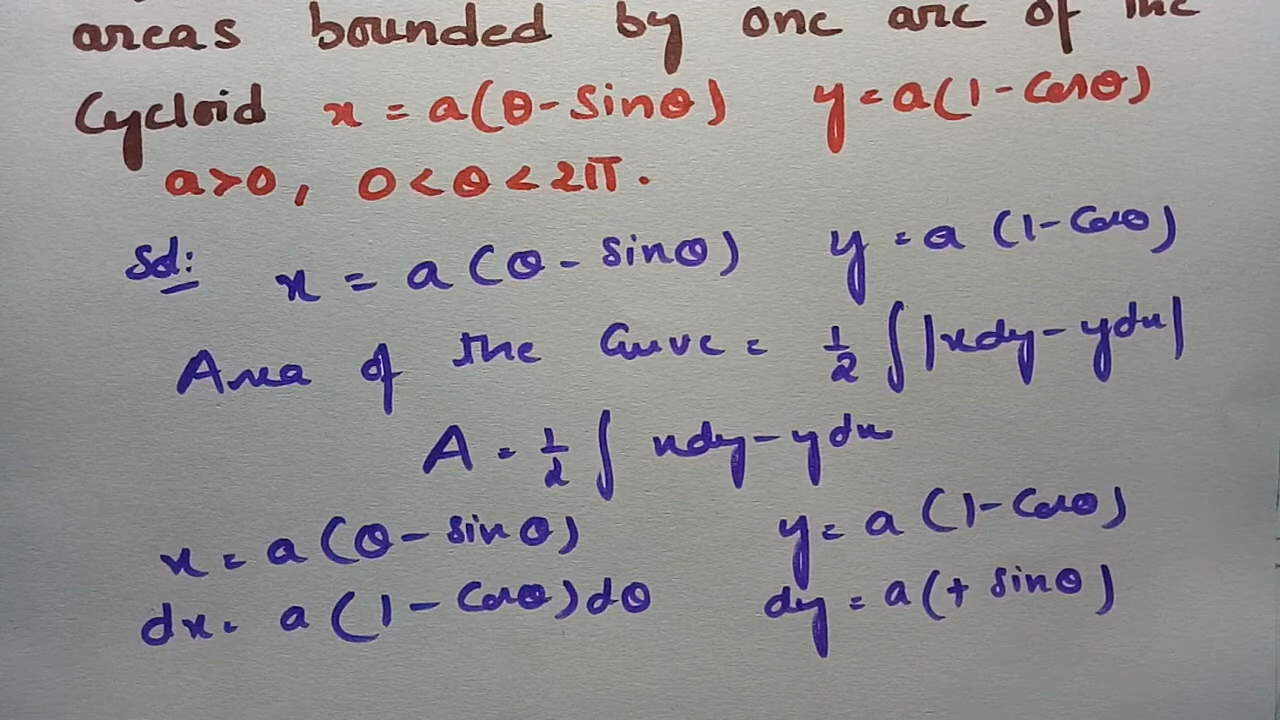 areas bounded by one arc of the
Cycloid x = a(θ - Sinθ) y = a(1 - Cosθ)
a > 0, 0 < θ < 2π.
Sol: x = a (θ - Sinθ) y = a (1 - Cosθ)
Area of the Curve = 1/2 ∫ |xdy - ydx|
A = 1/2 ∫ xdy - ydx
x = a (θ - Sinθ) y = a (1 - Cosθ)
dx = a (1 - Cosθ) dθ dy = a (+ Sinθ)